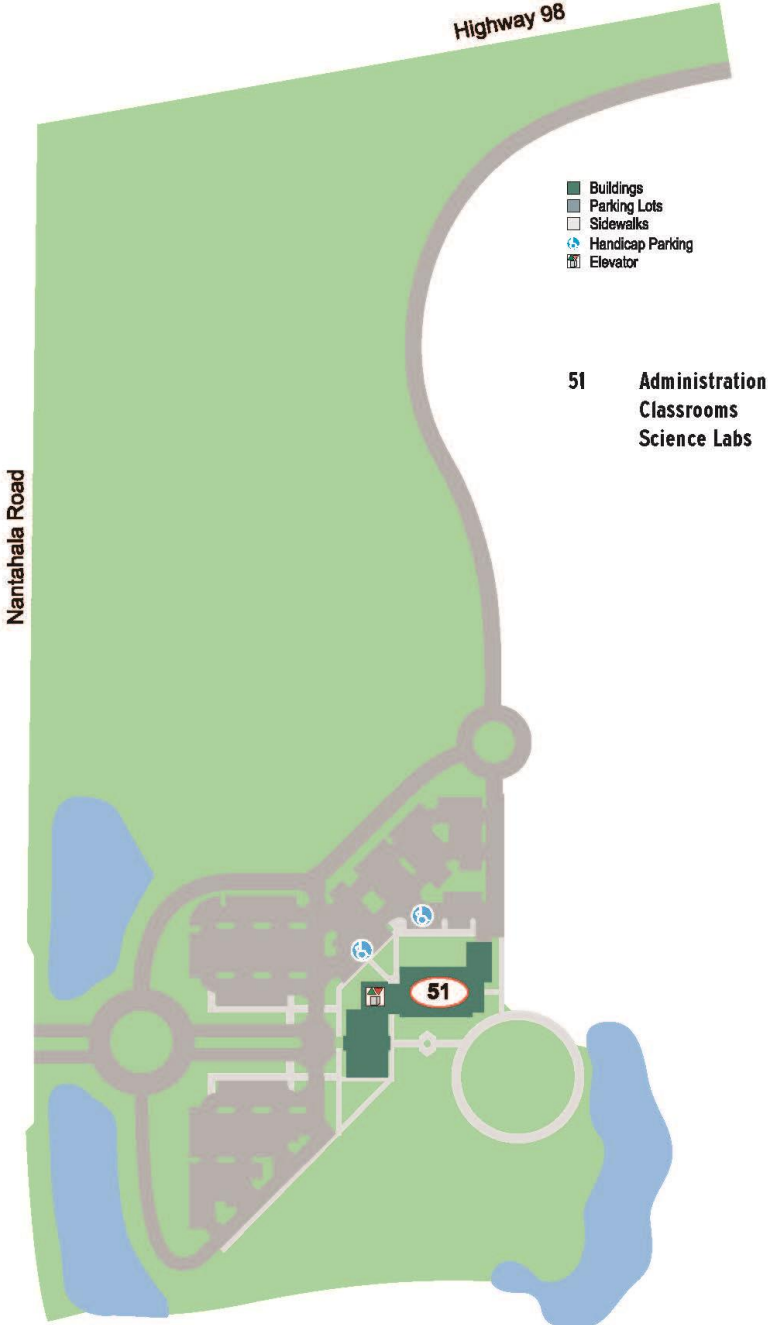 Highway 98
Buildings
Parking Lots
Sidewalks
Handicap Parking
Elevator
51 Administration
Classrooms
Science Labs
Nantahala Road
51